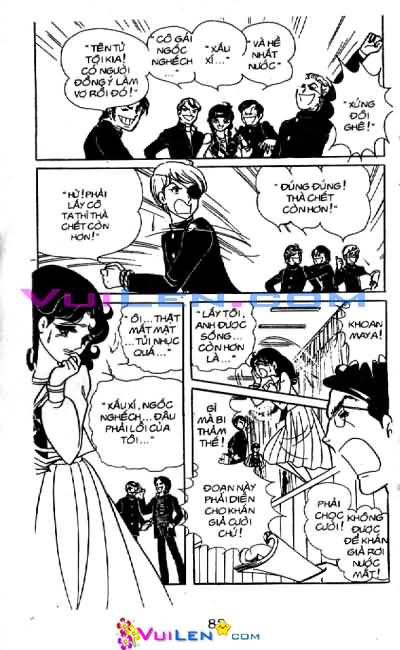 "TÊN TỬ
TỘI KIA!
CÓ NGƯỜI
ĐỒNG Ý LÀM
VỢ RỒI ĐÓ!"
"CÔ GÁI
NGỐC
NGHẾCH
..."
"XẤU
XÍ..."
"VÀ HỀ
NHẤT
NƯỚC"
"XỨNG
ĐÔI
GHÊ!"
"HỪ! PHẢI
LẤY CÔ
TA THÌ THÀ
CHẾT CÒN
HƠN!"
"ĐÚNG ĐÚNG!
THÀ CHẾT
CÒN HƠN!"
VUILEN.COM
"ÔI... THẬT
MẤT MẶT
... TỦI NHỤC
QUÁ..."
"XẤU XÍ, NGỐC
NGHẾCH... ĐÂU
PHẢI LỖI CỦA
TÔI..."
"LẤY TÔI,
ANH ĐƯỢC
SỐNG...
CÒN HƠN
LÀ..."
KHOAN
MAYA!
GÌ
MÀ BI
THẢM
THẾ!
ĐOẠN NÀY
PHẢI DIỄN
CHO KHÁN
GIẢ CƯỜI
CHỨ!
PHẢI
CHỌC
CƯỜI!
KHÔNG
ĐƯỢC
ĐỂ KHÁN
GIẢ RƠI
NƯỚC
MẮT!
VUILEN.COM